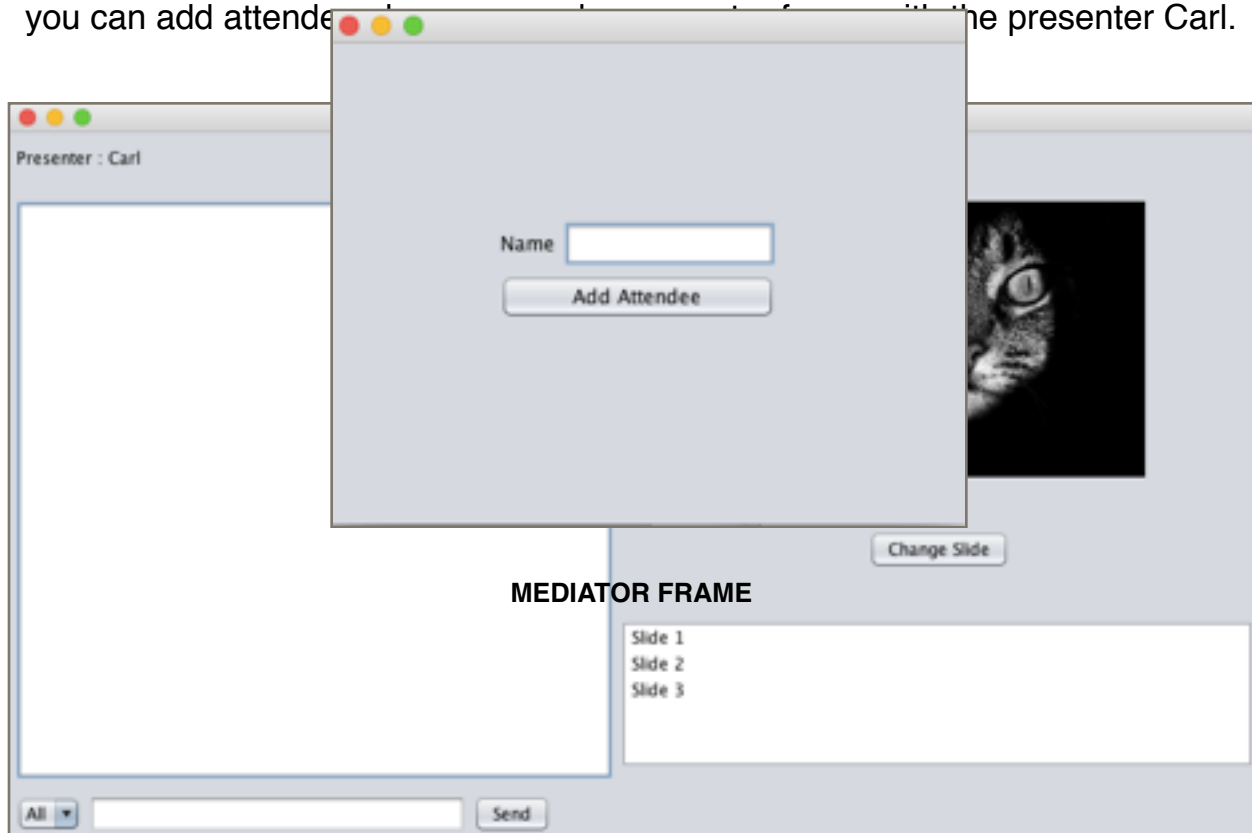 you can add attende
the presenter Carl.
Presenter : Carl
Name
Add Attendee
Change Slide
MEDIATOR FRAME
Slide 1
Slide 2
Slide 3
All
Send